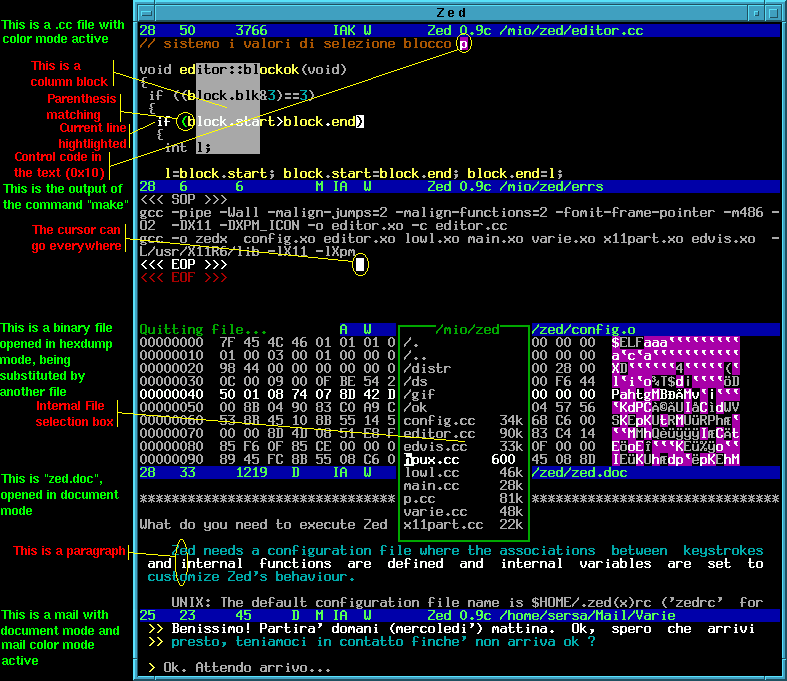 Zed
This is a .cc file with
color mode active
28 50 3766 IAK W Zed 0.9c /mio/zed/editor.cc
// sistemo i valori di selezione blocco p
This is a
column block
void editor::blockok(void)
{
if ((block.blk&3)==3)
Parenthesis
matching
{
Current line
hightlighted
if (block.start>block.end)
{
int l;
Control code in
the text (0x10)
l=block.start; block.start=block.end; block.end=l;
This is the output of
the command "make"
28 6 6 M IA W Zed 0.9c /mio/zed/errs
<<< SOP >>>
gcc -pipe -Wall -malign-jumps=2 -malign-functions=2 -fomit-frame-pointer -m486 -
O2 -DX11 -DXPM_ICON -o editor.xo -c editor.cc
The cursor can
go everywhere
gcc -o zedx config.xo editor.xo lowl.xo main.xo varie.xo x11part.xo edvis.xo -
L/usr/X11R6/lib -lX11 -lXpm
<<< EOP >>>
<<< EOF >>>
This is a binary file
opened in hexdump
mode, being
substituted by
another file
Quitting file... A W /mio/zed /zed/config.o
00000000 7F 45 4C 46 01 01 01 0 /. 00 00 00
00000010 01 00 03 00 01 00 00 0 /.. 00 00 00
00000020 98 44 00 00 00 00 00 0 /distr 00 28 00
00000030 0C 00 09 00 0F BE 54 2 /ds 00 F6 44
00000040 50 01 08 74 07 8D 42 D /gif 00 00 00
Internal File
selection box
00000050 00 8B 04 90 83 C0 A9 C /ok 04 57 56
00000060 53 8B 45 10 8B 55 14 5 config.cc 34k 68 C6 00
00000070 00 00 8D 4D 08 51 E8 F editor.cc 90k 83 C4 14
00000080 85 F6 0F 85 CE 00 00 0 edvis.cc 33k 0F 00 00
00000090 89 45 FC 8B 55 08 C6 0 ipux.cc 600 45 08 8D
This is "zed.doc",
opened in document
mode
28 33 1219 D IA W lowl.cc 46k /zed/zed.doc
main.cc 28k
p.cc 81k
varie.cc 48k
What do you need to execute Zed x11part.cc 22k
This is a paragraph
Zed needs a configuration file where the associations between keystrokes
and internal functions are defined and internal variables are set to
customize Zed's behaviour.
UNIX: The default configuration file name is $HOME/.zed(x)rc ('zedrc' for
This is a mail with
document mode and
mail color mode
active
25 23 45 D M IA W Zed 0.9c /home/sersa/Mail/Varie
>> Benissimo! Partira' domani (mercoledi') mattina. Ok, spero che arrivi
>> presto, teniamoci in contatto finche' non arriva ok ?
> Ok. Attendo arrivo...